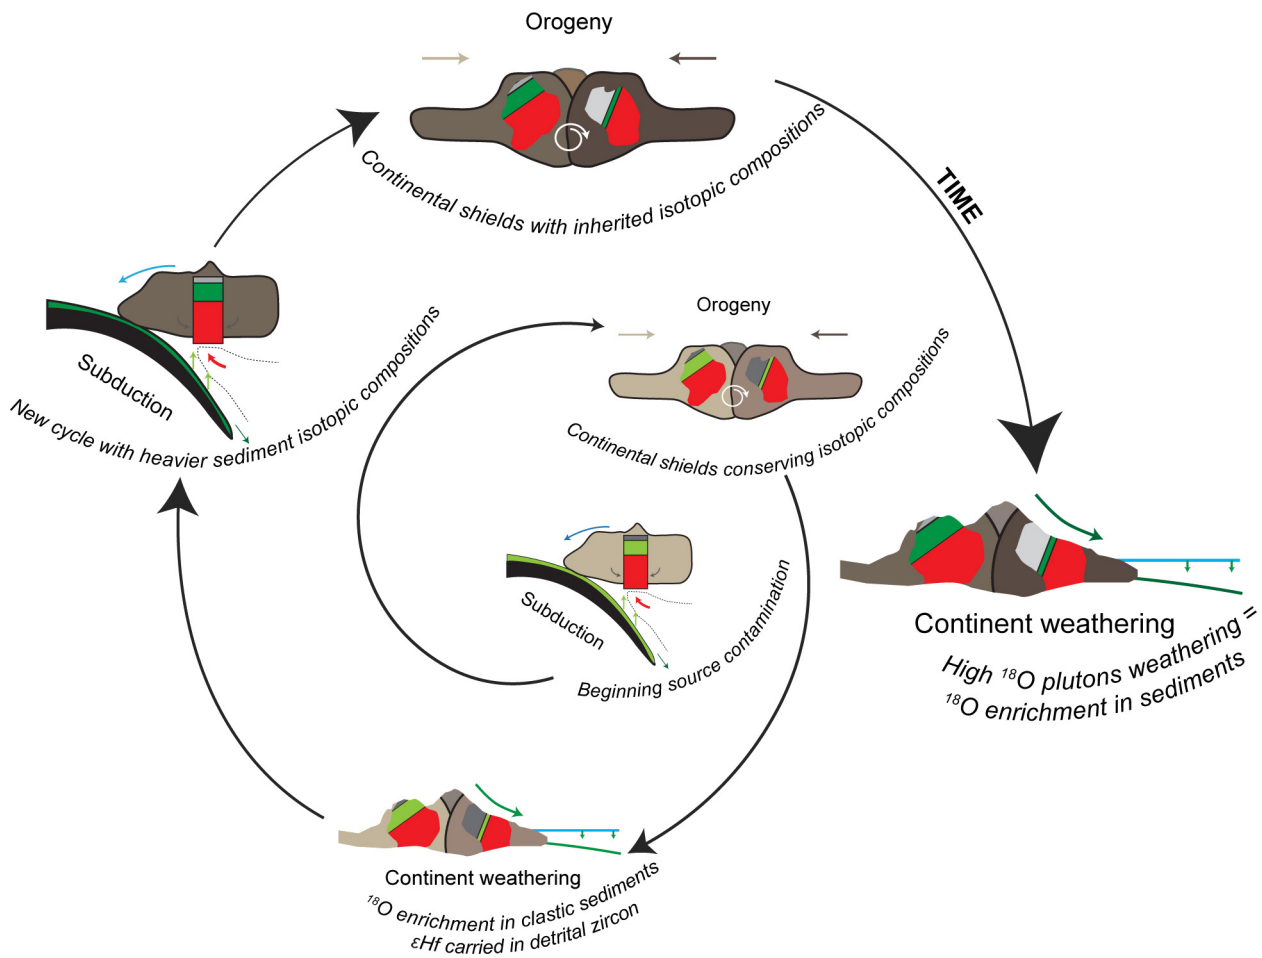 Orogeny
Continental shields with inherited isotopic compositions
TIME
Subduction
New cycle with heavier sediment isotopic compositions
Orogeny
Continental shields conserving isotopic compositions
Subduction
Beginning source contamination
Continent weathering
High ¹⁸O plutons weathering =
¹⁸O enrichment in sediments
Continent weathering
¹⁸O enrichment in clastic sediments
εHf carried in detrital zircon